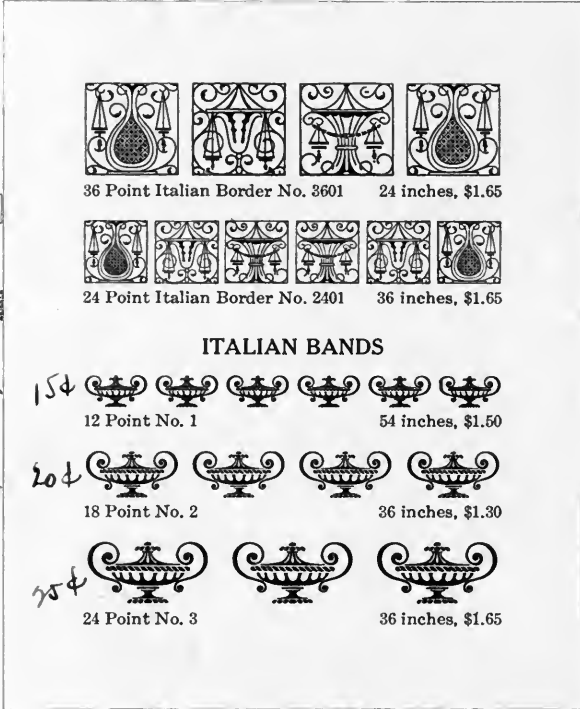 36 Point Italian Border No. 3601 24 inches, $1.65
24 Point Italian Border No. 2401 36 inches, $1.65
ITALIAN BANDS
15¢
12 Point No. 1 54 inches, $1.50
20¢
18 Point No. 2 36 inches, $1.30
25¢
24 Point No. 3 36 inches, $1.65